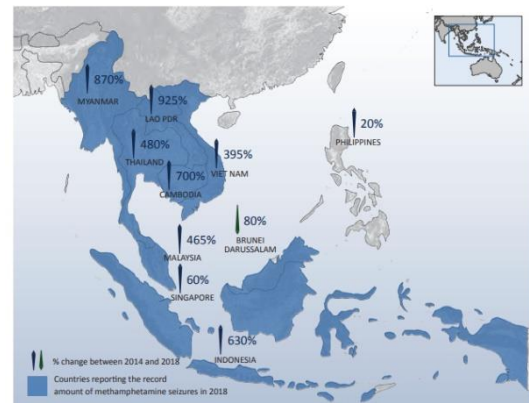 870%
MYANMAR
925%
LAO PDR
20%
PHILIPPINES
480%
THAILAND
395%
VIET NAM
700%
CAMBODIA
80%
BRUNEI
DARUSSALAM
465%
MALAYSIA
60%
SINGAPORE
630%
INDONESIA
% change between 2014 and 2018
Countries reporting the record
amount of methamphetamine seizures in 2018